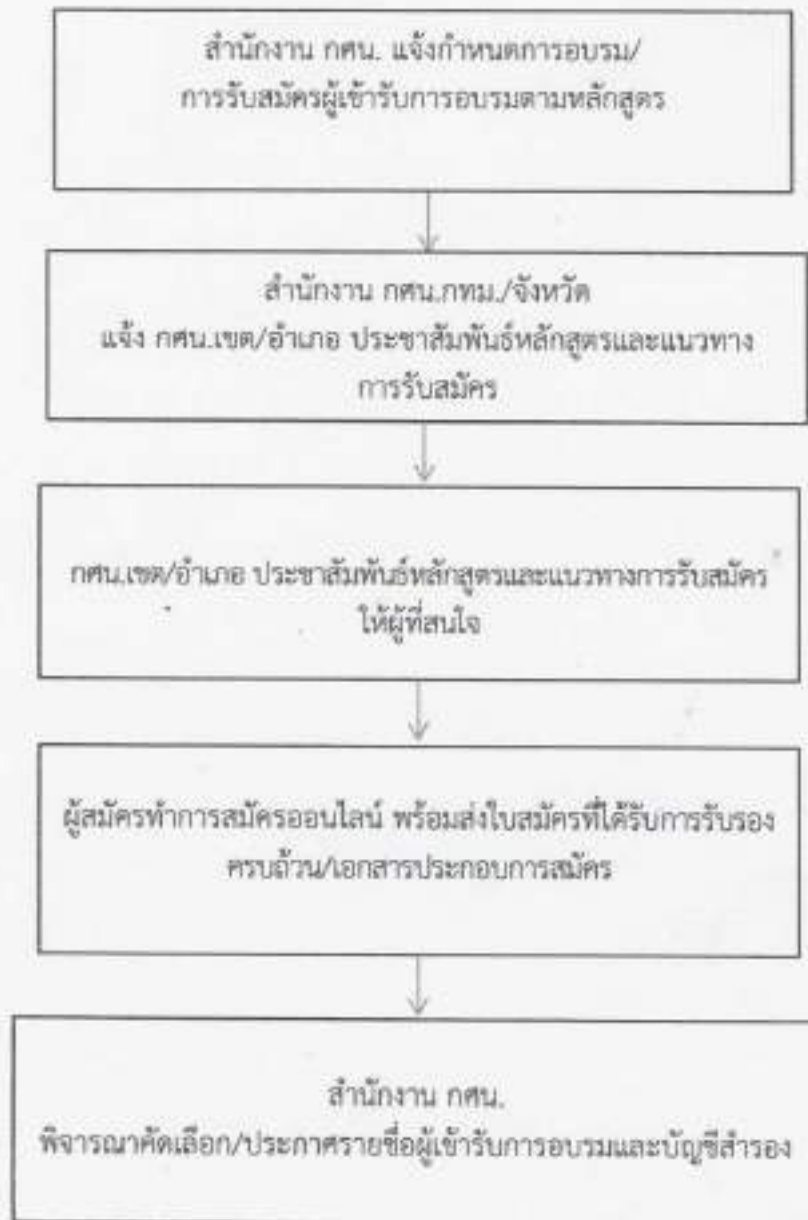 สำนักงาน กศน. แจ้งกำหนดการอบรม/
การรับสมัครผู้เข้ารับการอบรมตามหลักสูตร
สำนักงาน กศน.กทม./จังหวัด
แจ้ง กศน.เขต/อำเภอ ประชาสัมพันธ์หลักสูตรและแนวทาง
การรับสมัคร
กศน.เขต/อำเภอ ประชาสัมพันธ์หลักสูตรและแนวทางการรับสมัคร
ให้ผู้ที่สนใจ
ผู้สมัครทำการสมัครออนไลน์ พร้อมส่งใบสมัครที่ได้รับการรับรอง
ครบถ้วน/เอกสารประกอบการสมัคร
สำนักงาน กศน.
พิจารณาคัดเลือก/ประกาศรายชื่อผู้เข้ารับการอบรมและบัญชีสำรอง